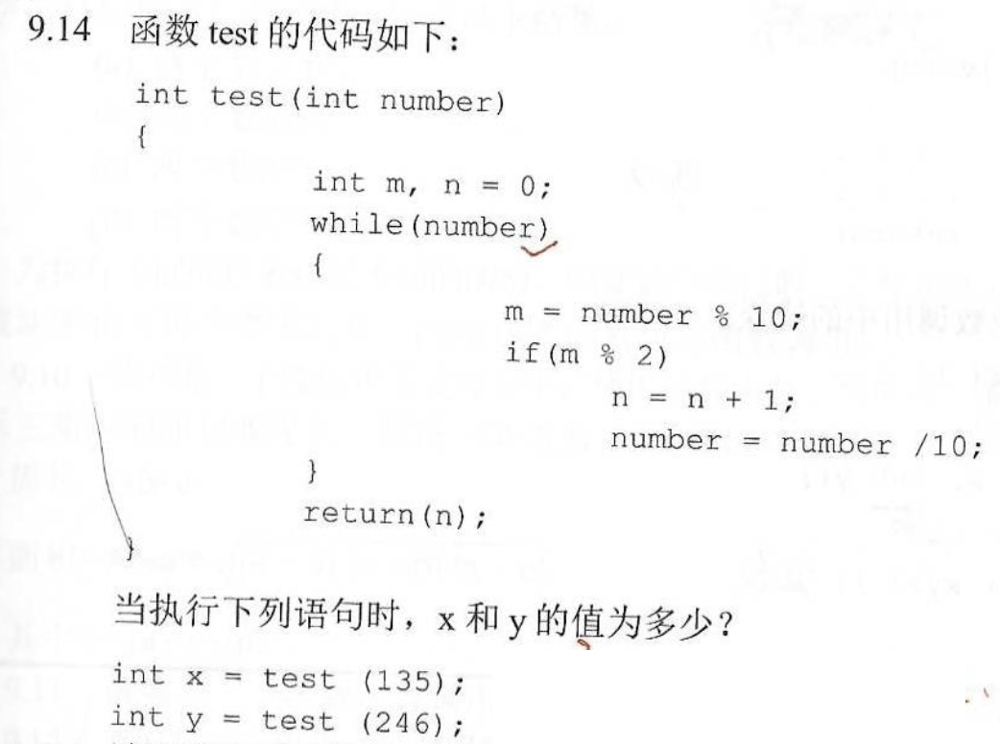 9.14 函数 test 的代码如下:
int test(int number)
{
int m, n = 0;
while(number)
{
m = number % 10;
if(m % 2)
n = n + 1;
number = number /10;
}
return(n);
}
当执行下列语句时，x 和 y 的值为多少?
int x = test (135);
int y = test (246);